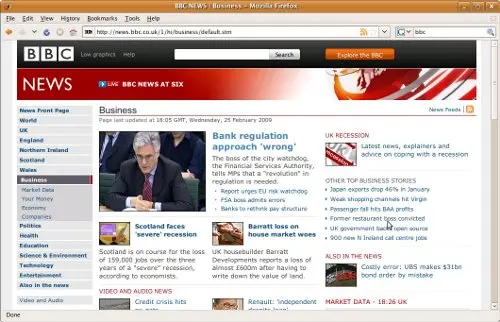 BBC NEWS | Business - Mozilla Firefox
File Edit View History Bookmarks Tools Help
http://news.bbc.co.uk/1/hi/business/default.stm
bbc
BBC
Low graphics Help
Search
Explore the BBC
NEWS
LIVE BBC NEWS AT SIX
News Front Page
World
UK
England
Northern Ireland
Scotland
Wales
Business
Market Data
Your Money
Economy
Companies
Politics
Health
Education
Science & Environment
Technology
Entertainment
Also in the news
Video and Audio
Business
Page last updated at 18:05 GMT, Wednesday, 25 February 2009
News Feeds
Bank regulation
approach 'wrong'
The boss of the city watchdog,
the Financial Services Authority,
tells MPs that a "revolution" in
regulation is needed.
Report urges EU risk watchdog
FSA boss admits errors
Banks to rethink pay structure
Scotland faces
'severe' recession
Scotland is on course for the loss
of 159,000 jobs over the three
years of a "severe" recession,
according to economists.
Barratt loss on
house market woes
UK housebuilder Barratt
Developments reports a loss of
almost £600m after having to
write down the value of land.
VIDEO AND AUDIO NEWS
Credit crisis hits
Renault: 'independent
UK RECESSION
Latest news, explainers
and advice on coping with a recession
OTHER TOP BUSINESS STORIES
Japan exports drop 46% in January
Weak shopping channel hit Virgin
Passenger fall hits BAA profits
Former restaurant boss convicted
UK government backs open source
900 new N Ireland call centre jobs
ALSO IN THE NEWS
Costly error: UBS makes $31bn
bond order by mistake
MARKET DATA - 18:26 UK
Done